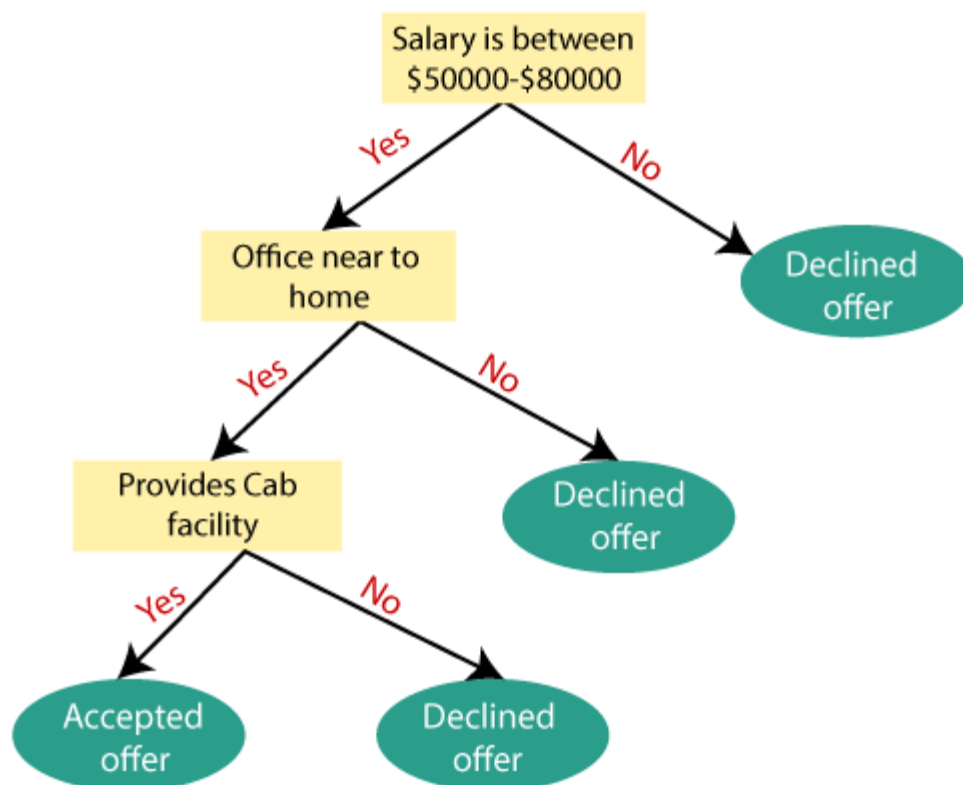 Salary is between
$50000-$80000
Yes
No
Office near to
home
Declined
offer
Yes
No
Provides Cab
facility
Declined
offer
Yes
No
Accepted
offer
Declined
offer